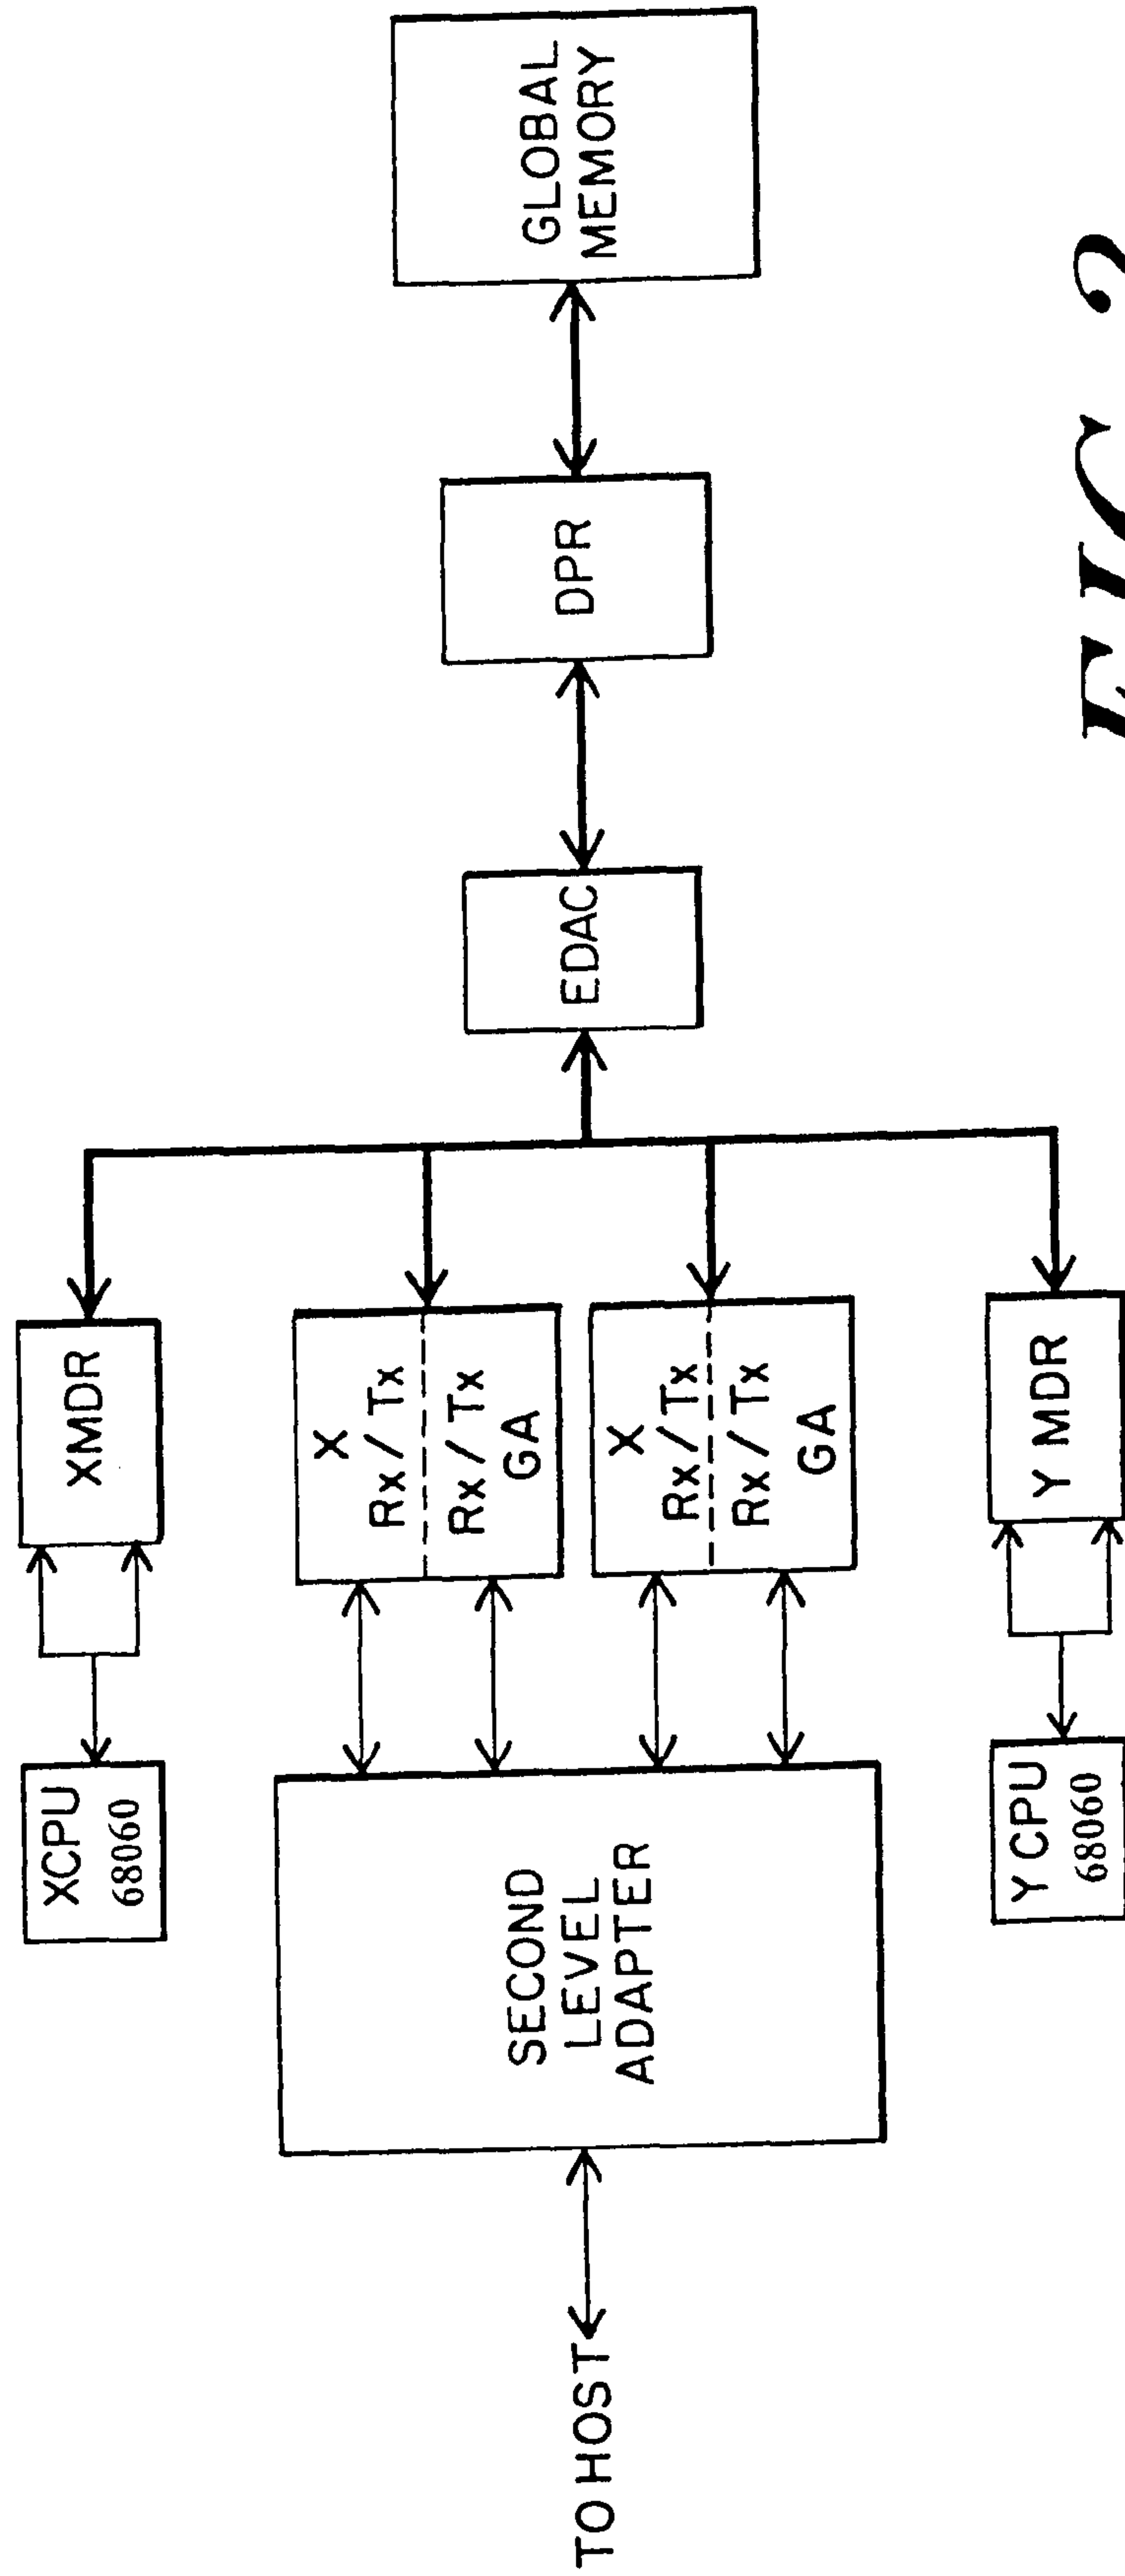 XCPU
68060
XMDR
TO HOST
SECOND
LEVEL
ADAPTER
X
Rx/Tx
Rx/Tx
GA
X
Rx/Tx
Rx/Tx
GA
EDAC
DPR
GLOBAL
MEMORY
Y CPU
68060
Y MDR